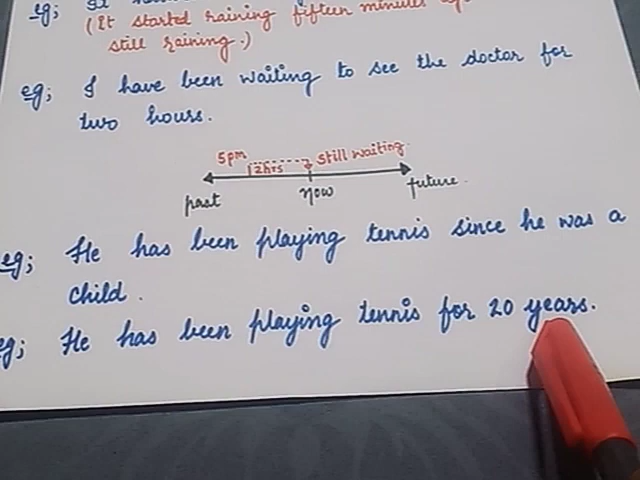 eg; It
(It started raining fifteen minutes
still raining.)
eg; I have been waiting to see the doctor for
two hours.
5pm
2hrs still waiting
past now future.
eg; He has been playing tennis since he was a
child.
eg; He has been playing tennis for 20 years.